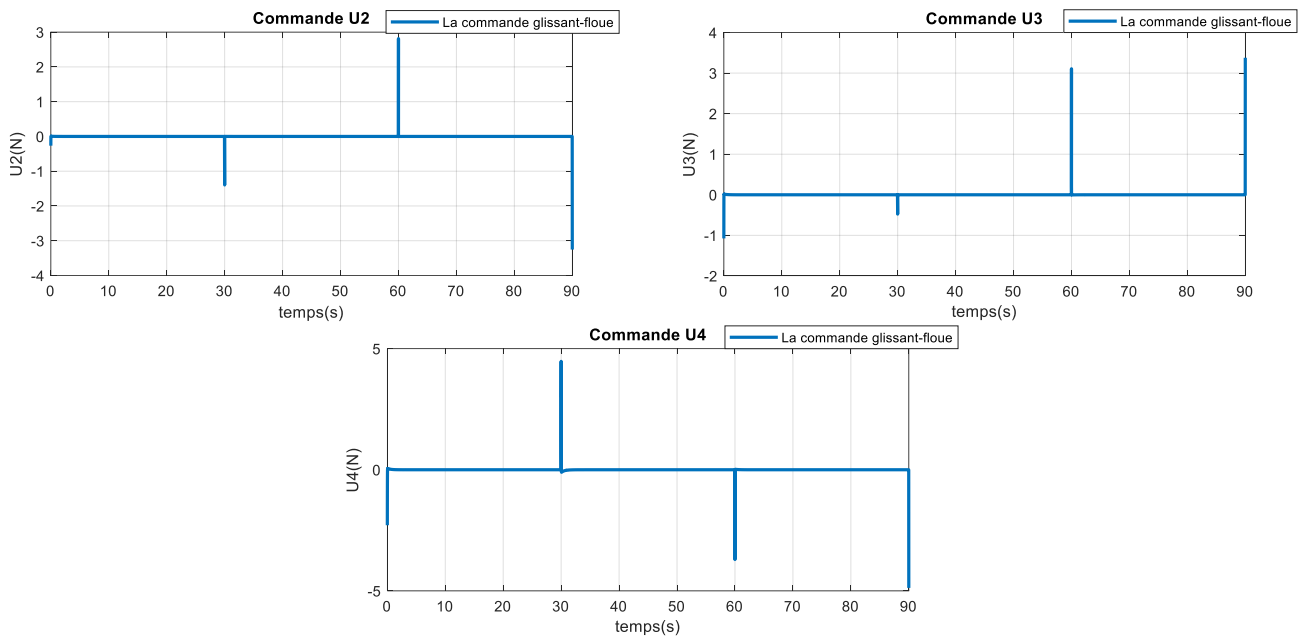 Commande U2
La commande glissant-floue
3
2
1
0
-1
-2
-3
-4
U2(N)
0 10 20 30 40 50 60 70 80 90
temps(s)
Commande U3
La commande glissant-floue
4
3
2
1
0
-1
-2
U3(N)
0 10 20 30 40 50 60 70 80 90
temps(s)
Commande U4
La commande glissant-floue
5
0
-5
U4(N)
0 10 20 30 40 50 60 70 80 90
temps(s)